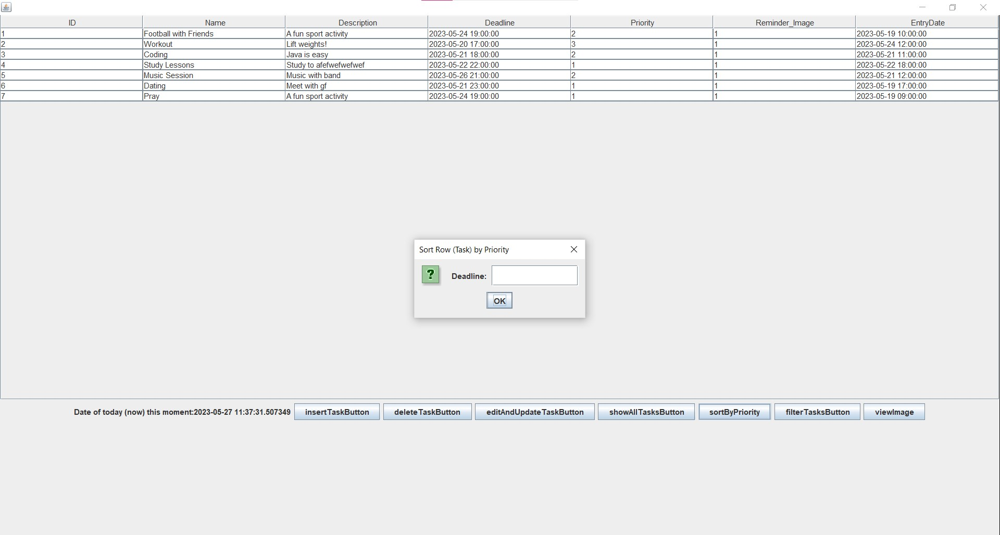 ID Name Description Deadline Priority Reminder_Image EntryDate
1 Football with Friends A fun sport activity 2023-05-24 19:00:00 2 1 2023-05-19 10:00:00
2 Workout Lift weights! 2023-05-20 17:00:00 3 1 2023-05-24 12:00:00
3 Coding Java is easy 2023-05-21 18:00:00 2 1 2023-05-21 11:00:00
4 Study Lessons Study to afefwefwefwef 2023-05-22 22:00:00 1 1 2023-05-22 18:00:00
5 Music Session Music with band 2023-05-26 21:00:00 2 1 2023-05-21 12:00:00
6 Dating Meet with gf 2023-05-21 23:00:00 1 1 2023-05-19 17:00:00
7 Pray A fun sport activity 2023-05-24 19:00:00 1 1 2023-05-19 09:00:00
Sort Row (Task) by Priority
? Deadline:
OK
Date of today (now) this moment:2023-05-27 11:37:31.507349 insertTaskButton deleteTaskButton editAndUpdateTaskButton showAllTasksButton sortByPriority filterTasksButton viewImage